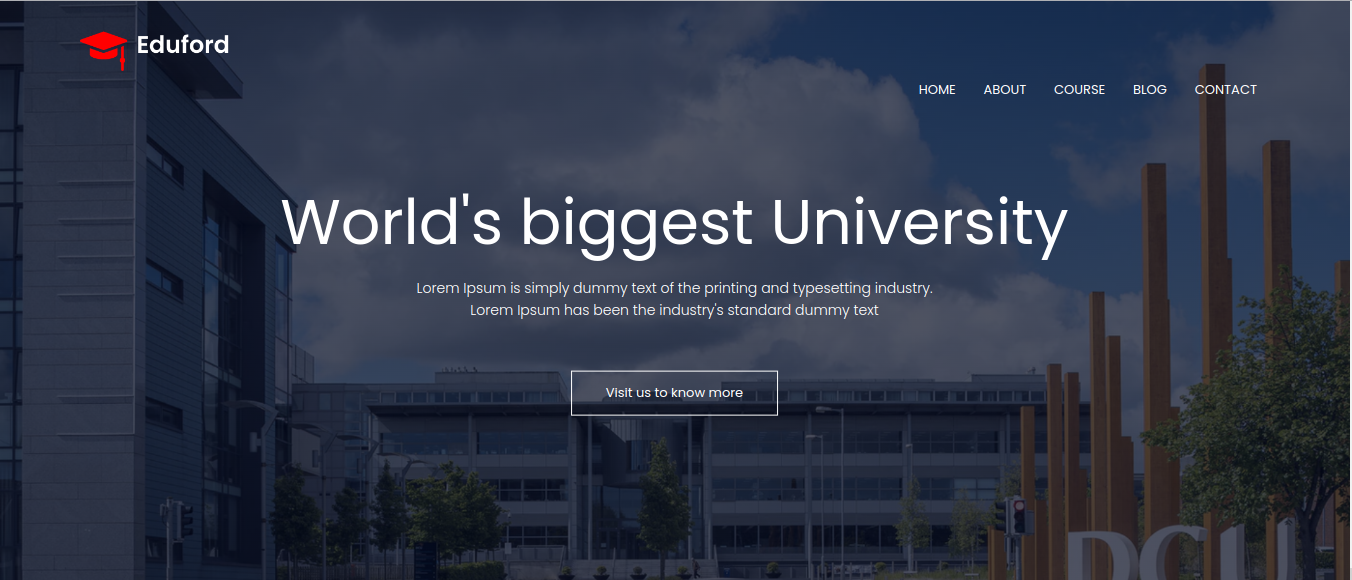 Eduford
HOME ABOUT COURSE BLOG CONTACT
World's biggest University
Lorem Ipsum is simply dummy text of the printing and typesetting industry.
Lorem Ipsum has been the industry's standard dummy text
Visit us to know more
DCU